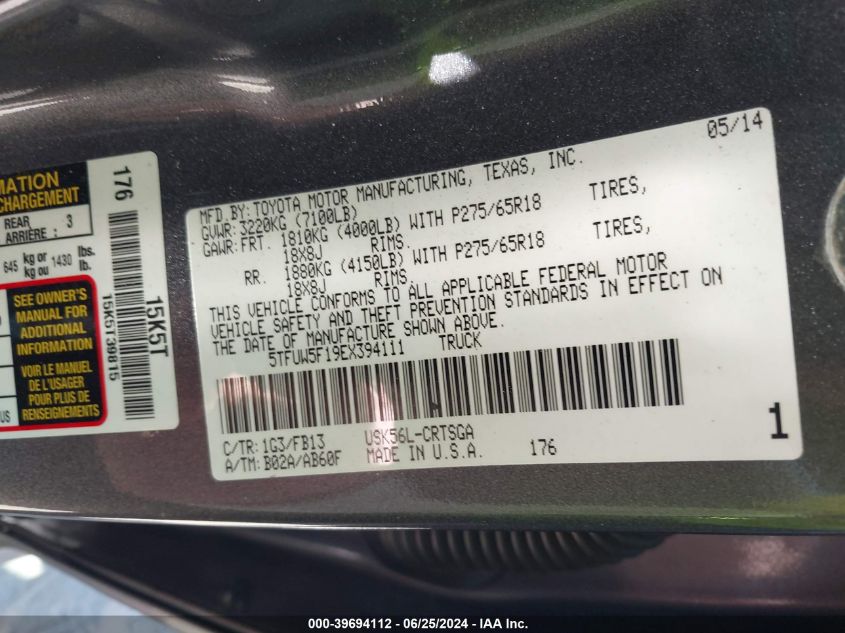 MATION
CHARGEMENT
REAR
ARRIÈRE : 3
645 kg or 1430 lbs.
kg ou lb.
SEE OWNER'S
MANUAL FOR
ADDITIONAL
INFORMATION
VOIR LE MANUEL
DE L'USAGER
POUR PLUS DE
RENSEIGNEMENTS
US
176
15K5T
15K5T30815
05/14
MFD.BY:TOYOTA MOTOR MANUFACTURING, TEXAS, INC.
GVWR:3220KG (7100LB)
GAWR:FRT. 1810KG (4000LB) WITH P275/65R18 TIRES,
18X8J RIMS.
RR. 1880KG (4150LB) WITH P275/65R18 TIRES,
18X8J RIMS.
THIS VEHICLE CONFORMS TO ALL APPLICABLE FEDERAL MOTOR
VEHICLE SAFETY AND THEFT PREVENTION STANDARDS IN EFFECT ON
THE DATE OF MANUFACTURE SHOWN ABOVE.
5TFUW5F19EX394111 TRUCK
C/TR: 1G3/FB13 USK56L-CRTSGA
A/TM: B02A/AB60F MADE IN U.S.A. 176
1
000-39694112 - 06/25/2024 - IAA Inc.